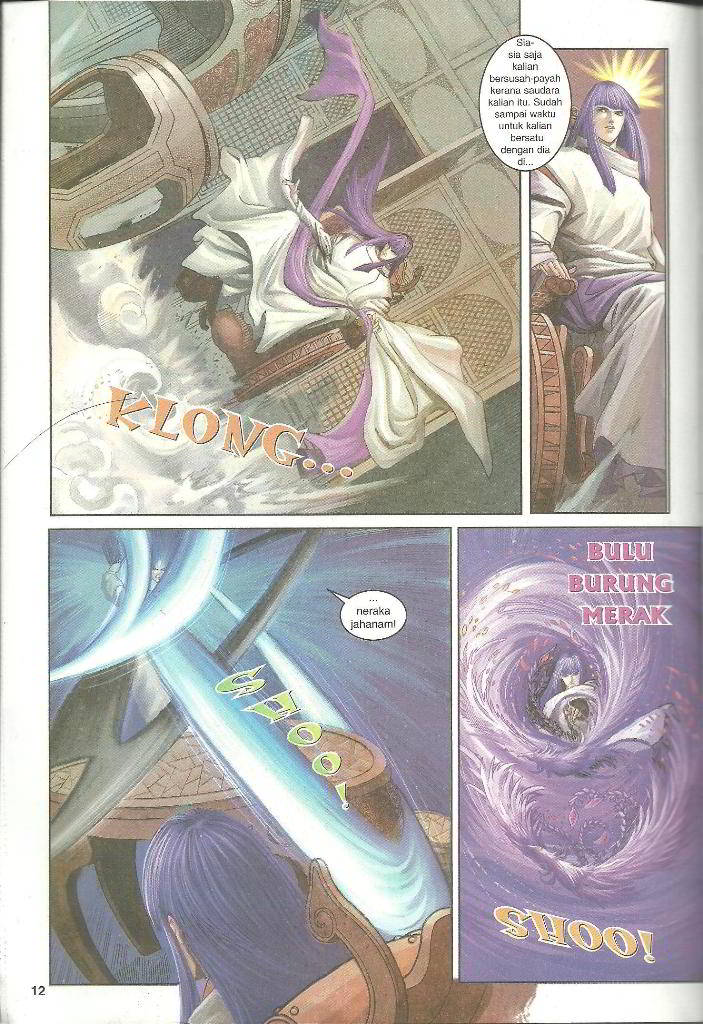 Sia-
sia saja
kalian
bersusah-payah
kerana saudara
kalian itu. Sudah
sampai waktu
untuk kalian
bersatu
dengan dia
di...
KLONG...
...
neraka
jahanam!
SHOO!
BULU
BURUNG
MERAK
SHOO!
12